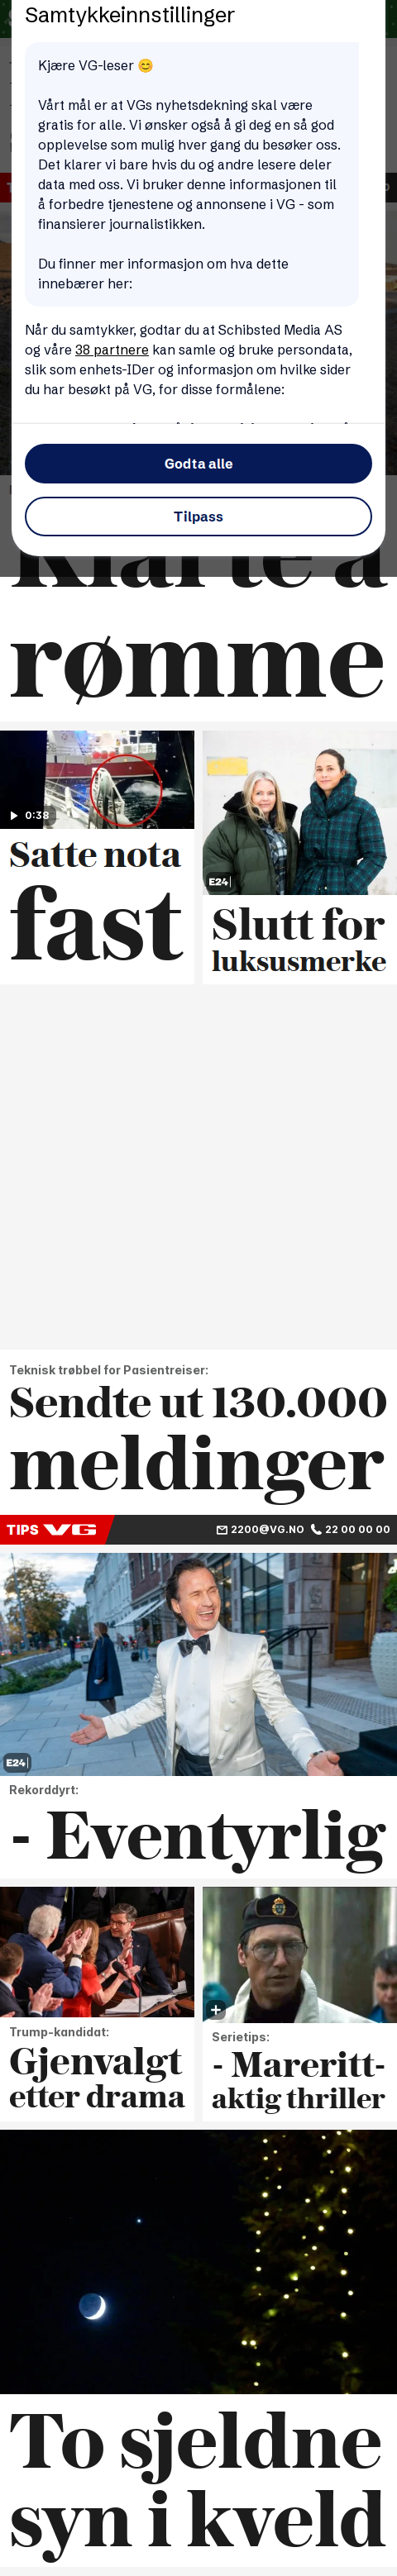 Samtykkeinnstillinger
Kjære VG-leser 😊
Vårt mål er at VGs nyhetsdekning skal være
gratis for alle. Vi ønsker også å gi deg en så god
opplevelse som mulig hver gang du besøker oss.
Det klarer vi bare hvis du og andre lesere deler
data med oss. Vi bruker denne informasjonen til
å forbedre tjenestene og annonsene i VG - som
finansierer journalistikken.
Du finner mer informasjon om hva dette
innebærer her:
Når du samtykker, godtar du at Schibsted Media AS
og våre 38 partnere kan samle og bruke persondata,
slik som enhets-IDer og informasjon om hvilke sider
du har besøkt på VG, for disse formålene:
Godta alle
Tilpass
Klarte å
rømme
0:38
Satte nota
fast
E24
Slutt for
luksusmerke
Teknisk trøbbel for Pasientreiser:
Sendte ut 130.000
meldinger
TIPS VG 2200@VG.NO 22 00 00 00
E24
Rekorddyrt:
- Eventyrlig
Trump-kandidat:
Gjenvalgt
etter drama
Serietips:
- Mareritt-
aktig thriller
To sjeldne
syn i kveld